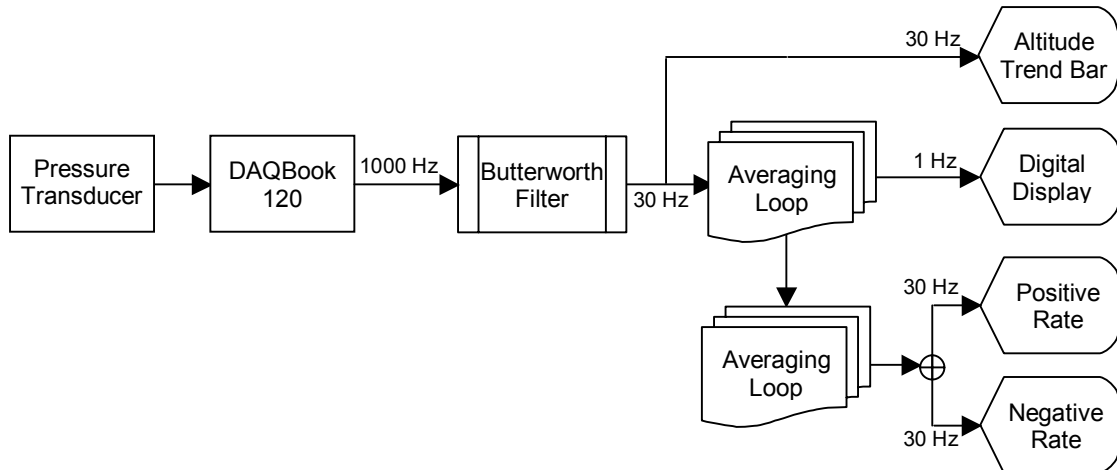 30 Hz
Altitude
Trend Bar
Pressure
Transducer
DAQBook
120
1000 Hz
Butterworth
Filter
30 Hz
Averaging
Loop
1 Hz
Digital
Display
Averaging
Loop
30 Hz
Positive
Rate
30 Hz
Negative
Rate